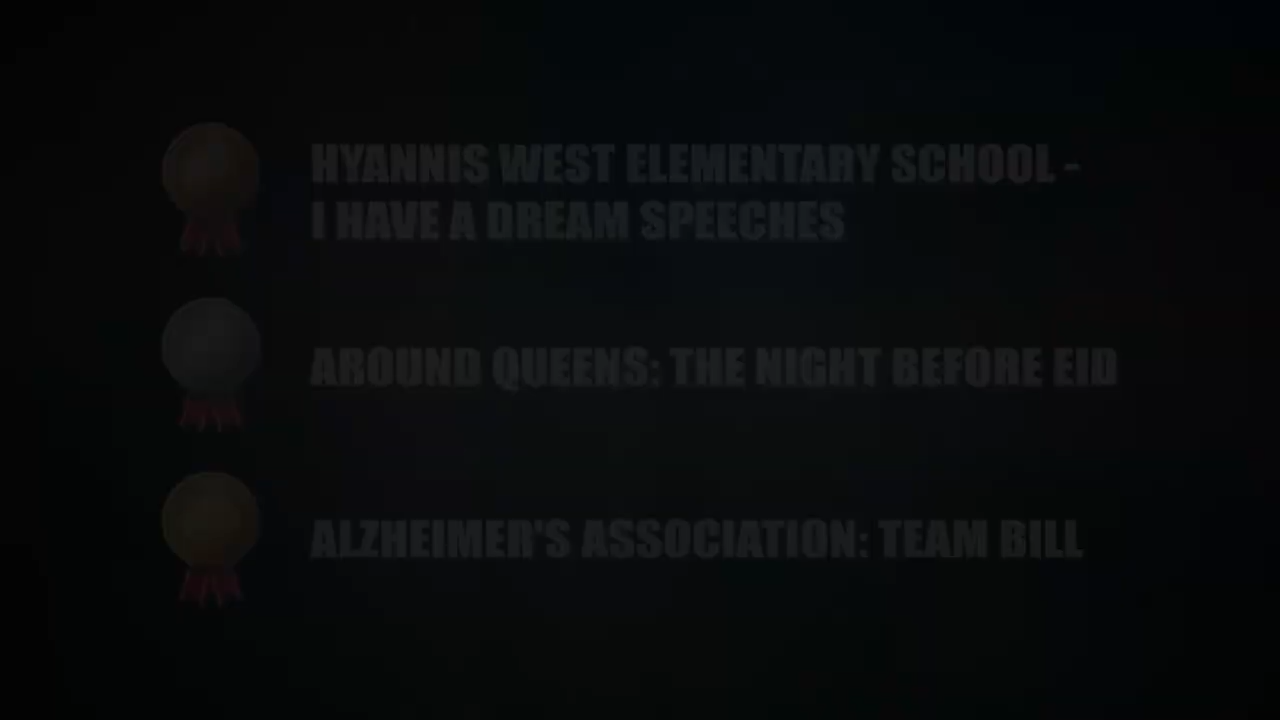 HYANNIS WEST ELEMENTARY SCHOOL -
I HAVE A DREAM SPEECHES
AROUND QUEENS: THE NIGHT BEFORE EID
ALZHEIMER'S ASSOCIATION: TEAM BILL